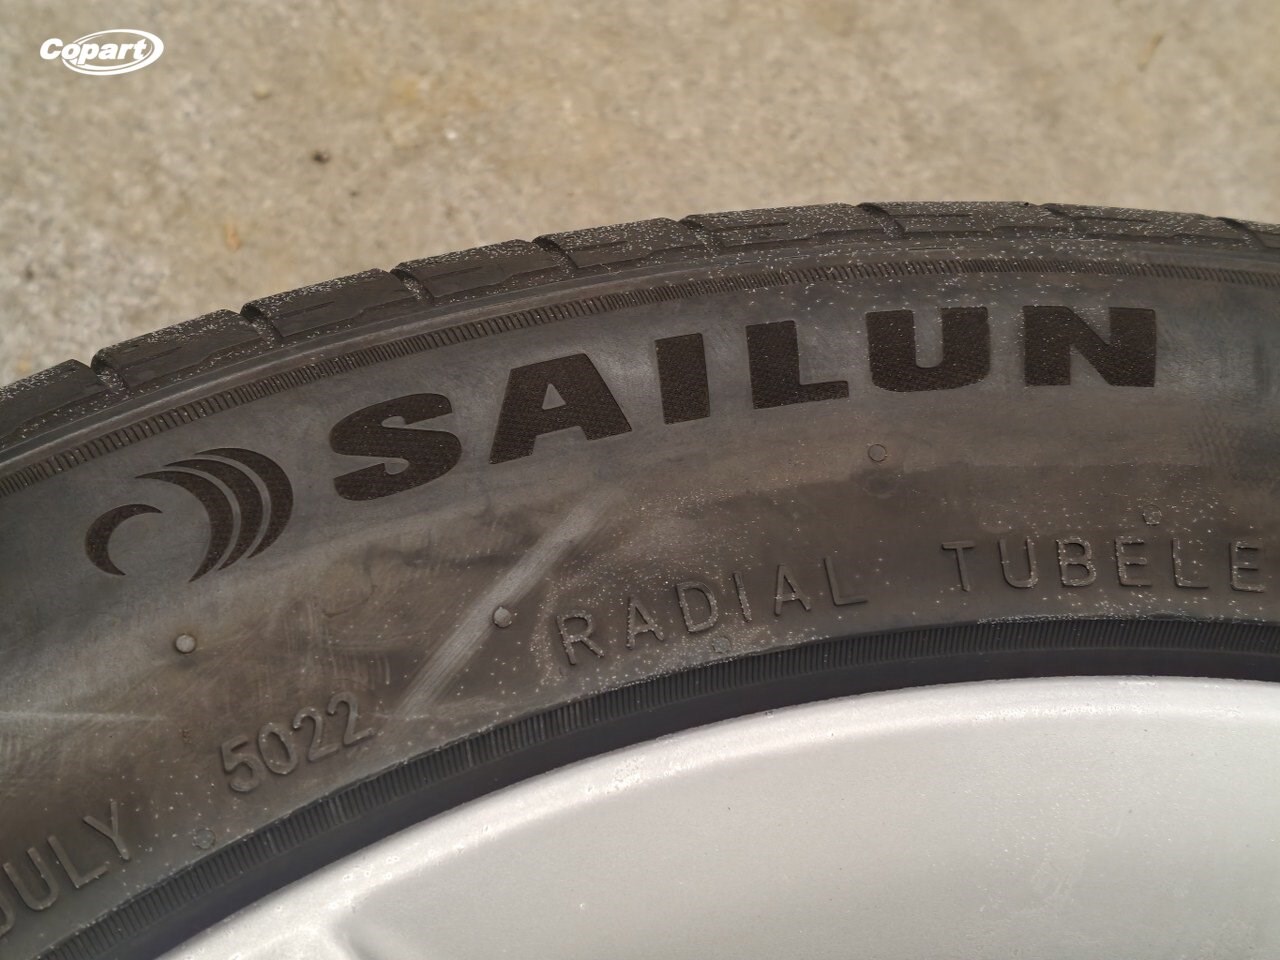 Copart
SAILUN
RADIAL TUBELE
5022
JULY